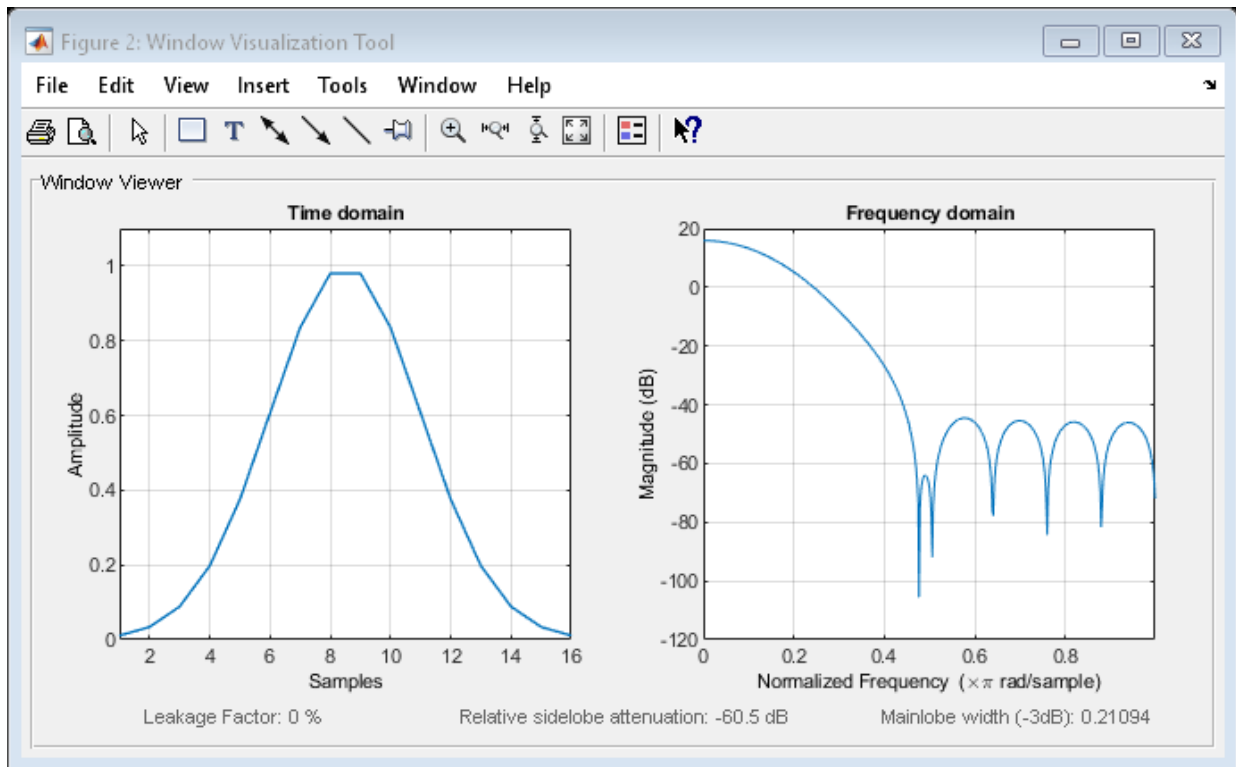 Figure 2: Window Visualization Tool
File Edit View Insert Tools Window Help
T
Window Viewer
Time domain
1
0.8
0.6
0.4
0.2
0
Amplitude
2 4 6 8 10 12 14 16
Samples
Frequency domain
20
0
-20
-40
-60
-80
-100
-120
Magnitude (dB)
0 0.2 0.4 0.6 0.8
Normalized Frequency (×π rad/sample)
Leakage Factor: 0 % Relative sidelobe attenuation: -60.5 dB Mainlobe width (-3dB): 0.21094